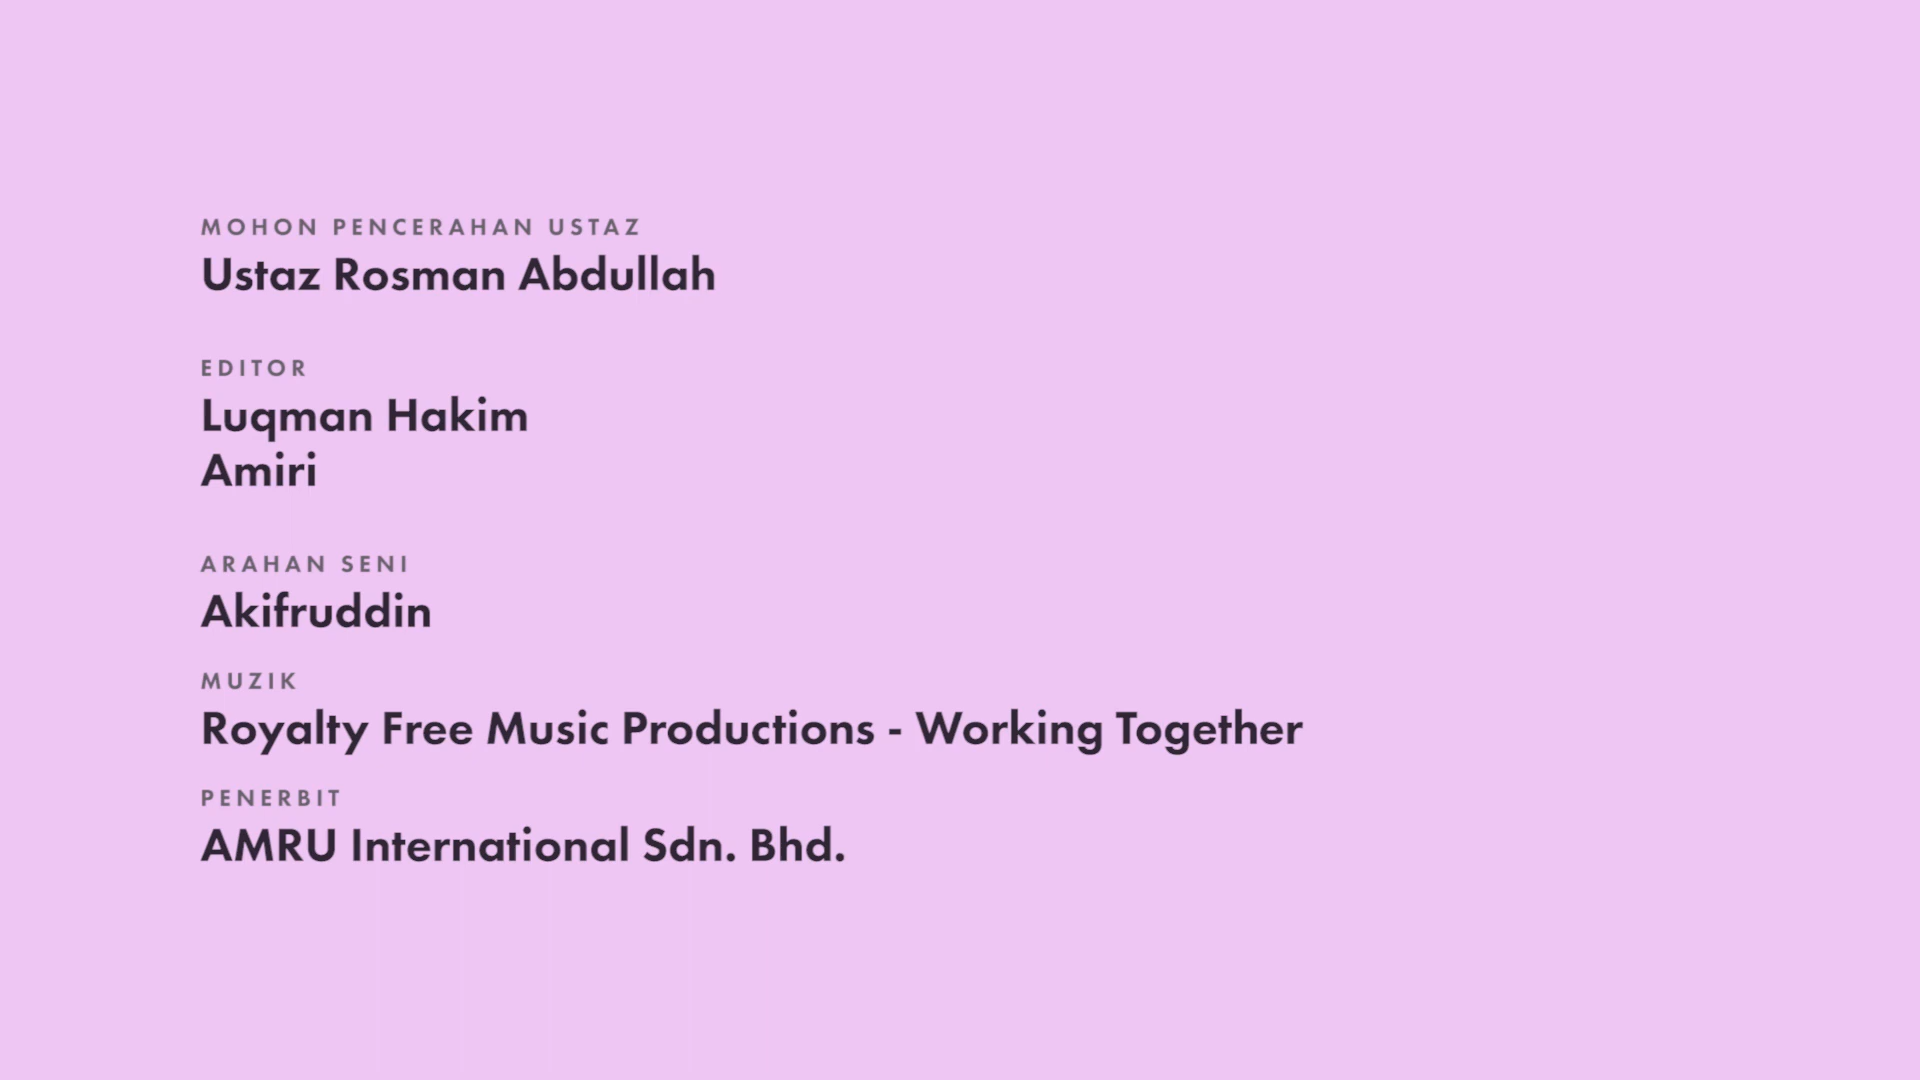 MOHON PENCERAHAN USTAZ
Ustaz Rosman Abdullah
EDITOR
Luqman Hakim
Amiri
ARAHAN SENI
Akifruddin
MUZIK
Royalty Free Music Productions - Working Together
PENERBIT
AMRU International Sdn. Bhd.